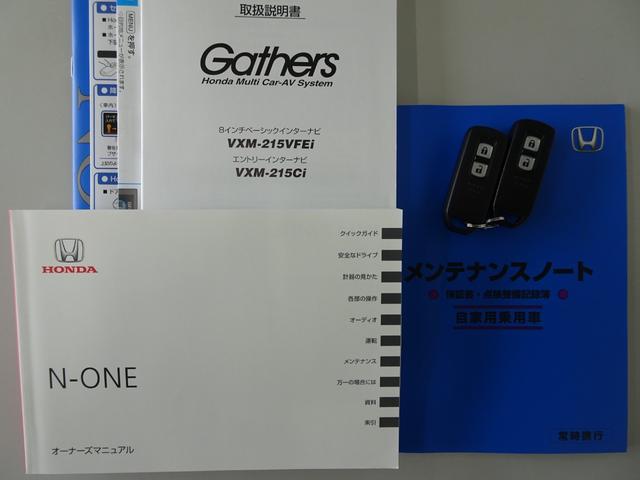 取扱説明書
Gathers
Honda Multi Car-AV System
8インチベーシックインターナビ
VXM-215VFEi
エントリーインターナビ
VXM-215Ci
MENU を押す。
HONDA
N-ONE
オーナーズマニュアル
クイックガイド
安全なドライブ
計器の見かた
各部の操作
オーディオ
運転
メンテナンス
万一の場合には
資料
索引
メンテナンスノート
保証書・点検整備記録簿
自家用乗用車
常時携行